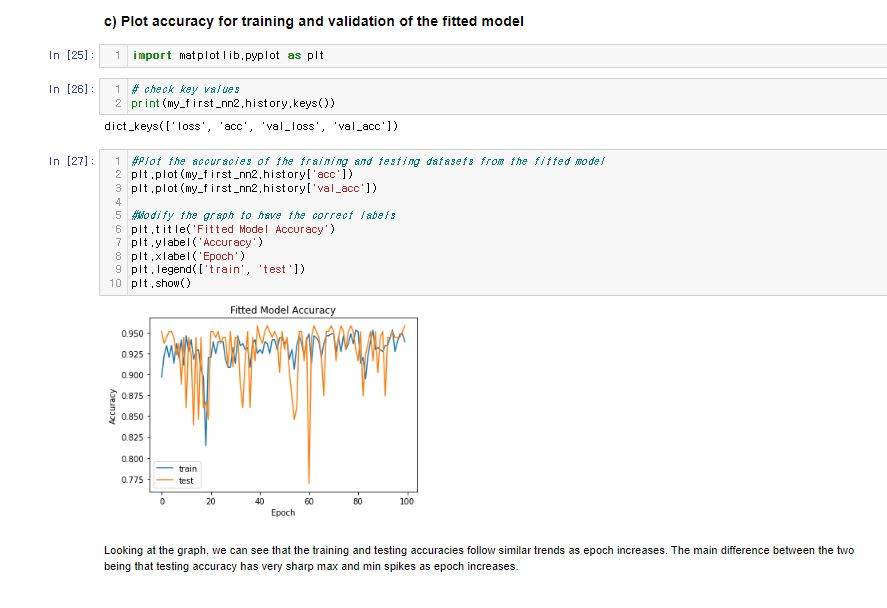 c) Plot accuracy for training and validation of the fitted model
In [25]:
1 import matplotlib.pyplot as plt
In [26]:
1 # check key values
2 print(my_first_nn2.history.keys())
dict_keys(['loss', 'acc', 'val_loss', 'val_acc'])
In [27]:
1 #Plot the accuracies of the training and testing datasets from the fitted model
2 plt.plot(my_first_nn2.history['acc'])
3 plt.plot(my_first_nn2.history['val_acc'])
4
5 #Modify the graph to have the correct labels
6 plt.title('Fitted Model Accuracy')
7 plt.ylabel('Accuracy')
8 plt.xlabel('Epoch')
9 plt.legend(['train', 'test'])
10 plt.show()
Fitted Model Accuracy
0.950
0.925
0.900
0.875
0.850
0.825
0.800
0.775
Accuracy
train
test
0 20 40 60 80 100
Epoch
Looking at the graph, we can see that the training and testing accuracies follow similar trends as epoch increases. The main difference between the two
being that testing accuracy has very sharp max and min spikes as epoch increases.